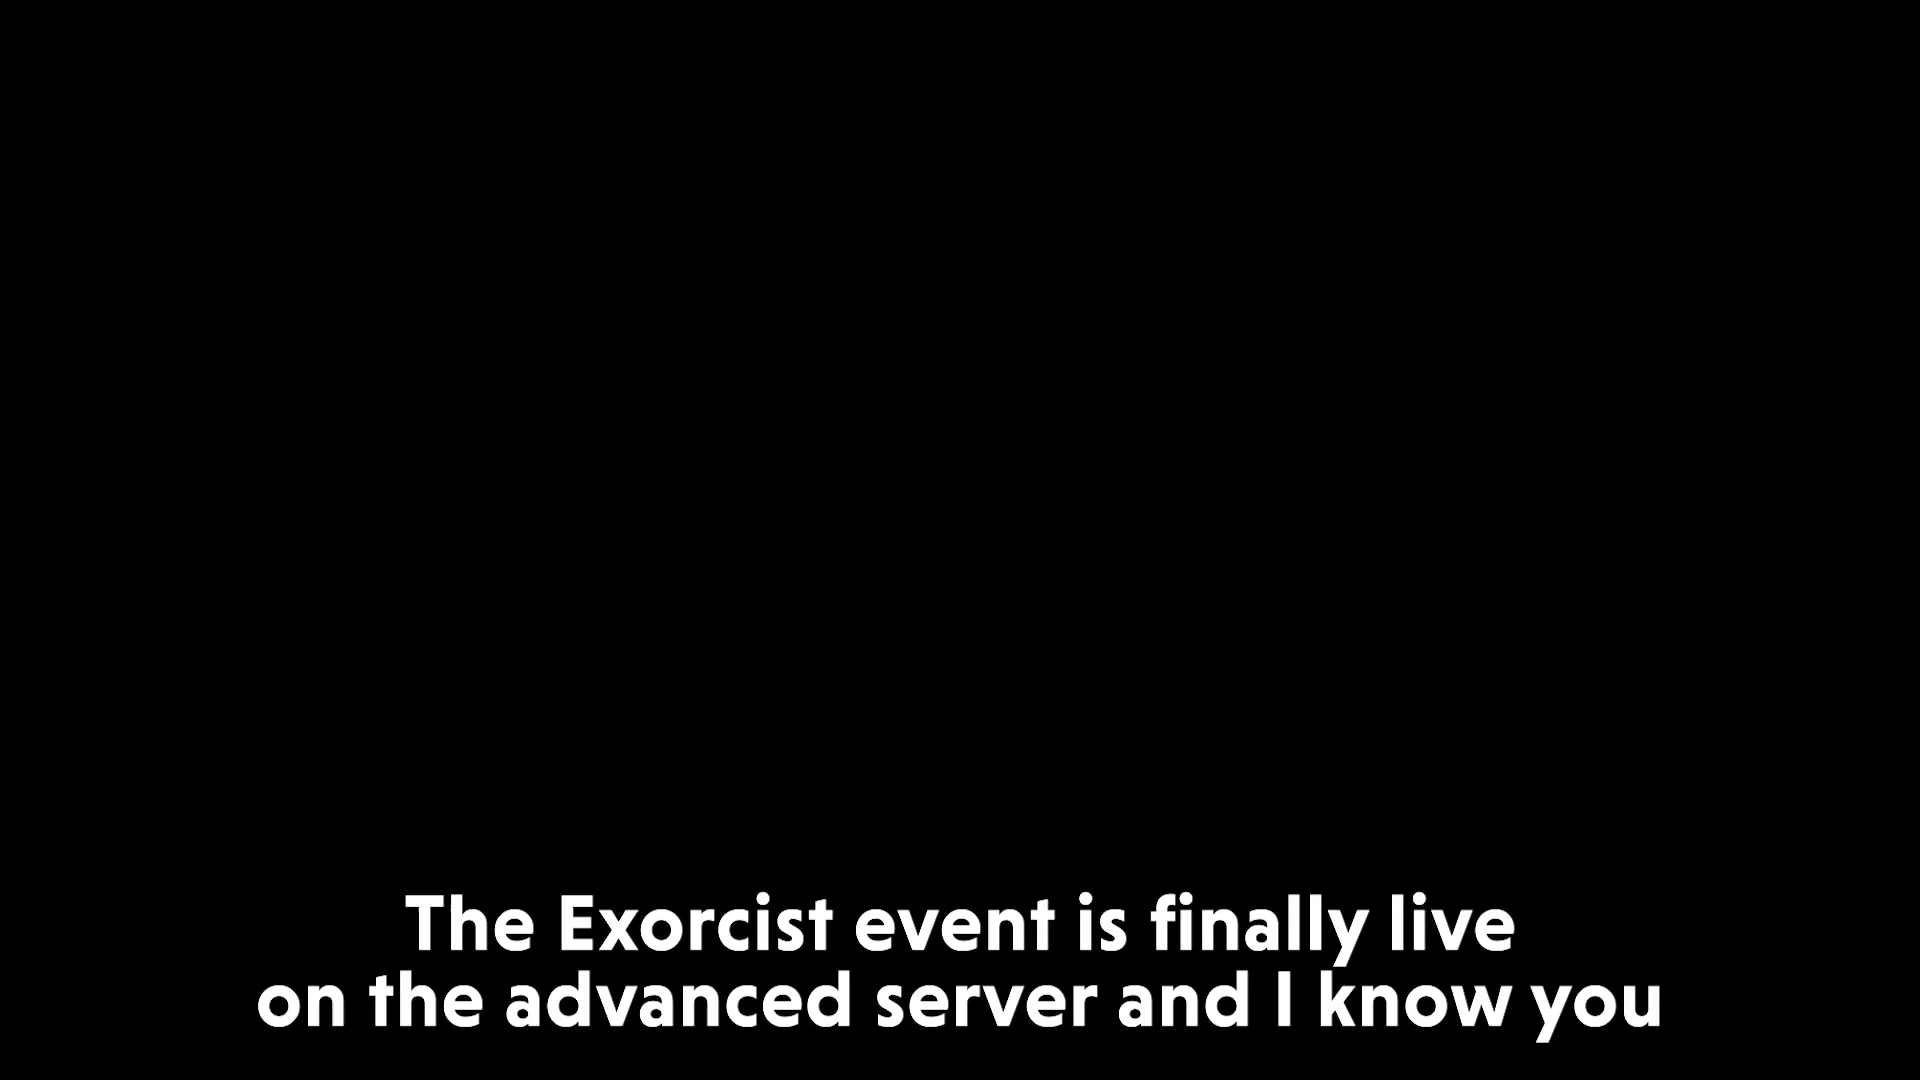 The Exorcist event is finally live
on the advanced server and I know you